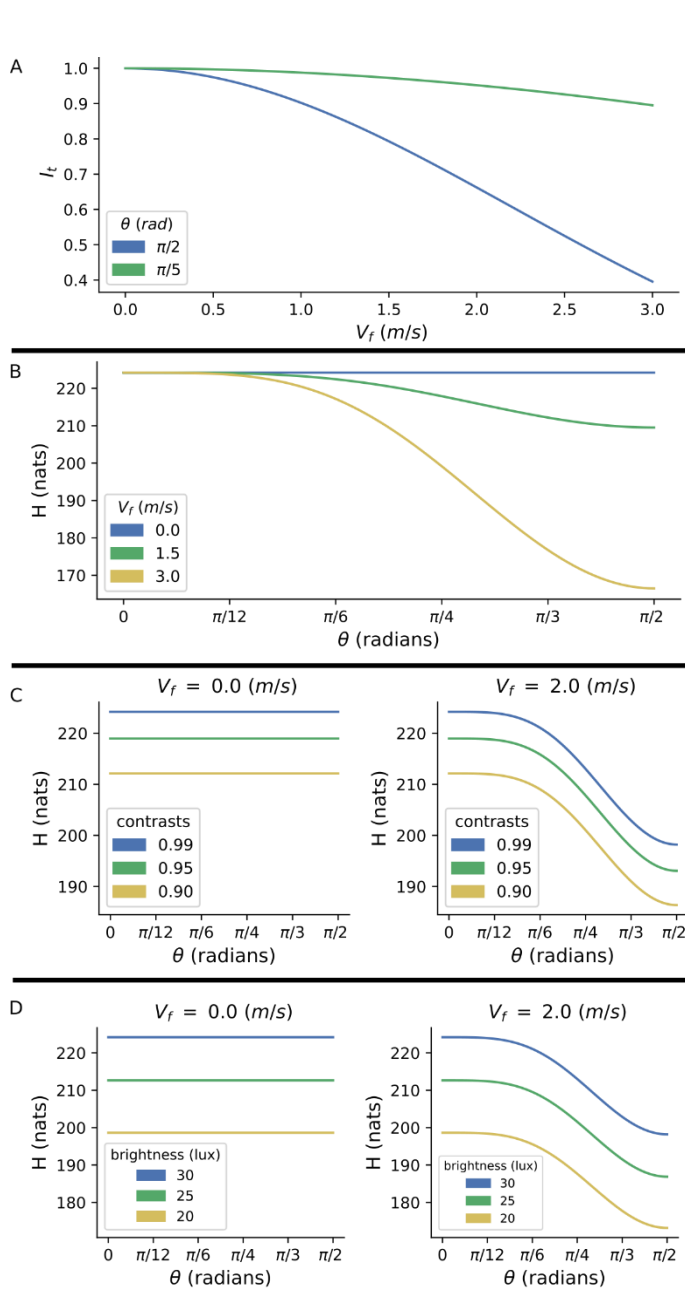 A
1.0
0.9
0.8
0.7
0.6
0.5
0.4
I_t
θ (rad)
π/2
π/5
0.0 0.5 1.0 1.5 2.0 2.5 3.0
V_f (m/s)
B
220
210
200
190
180
170
H (nats)
V_f (m/s)
0.0
1.5
3.0
0 π/12 π/6 π/4 π/3 π/2
θ (radians)
C
V_f = 0.0 (m/s)
220
210
200
190
H (nats)
contrasts
0.99
0.95
0.90
0 π/12 π/6 π/4 π/3 π/2
θ (radians)
V_f = 2.0 (m/s)
220
210
200
190
H (nats)
contrasts
0.99
0.95
0.90
0 π/12 π/6 π/4 π/3 π/2
θ (radians)
D
V_f = 0.0 (m/s)
220
210
200
190
180
H (nats)
brightness (lux)
30
25
20
0 π/12 π/6 π/4 π/3 π/2
θ (radians)
V_f = 2.0 (m/s)
220
210
200
190
180
H (nats)
brightness (lux)
30
25
20
0 π/12 π/6 π/4 π/3 π/2
θ (radians)